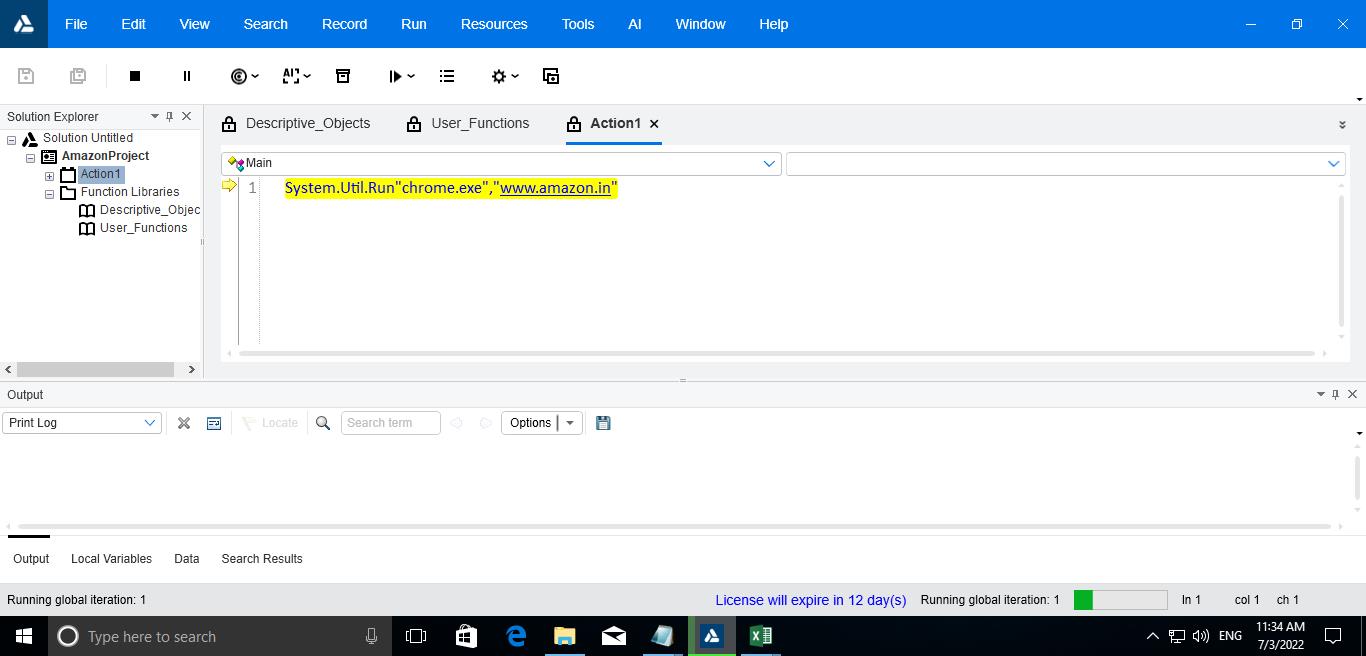 File Edit View Search Record Run Resources Tools AI Window Help
Solution Explorer
Solution Untitled
AmazonProject
Action1
Function Libraries
Descriptive_Objec
User_Functions
Descriptive_Objects User_Functions Action1
Main
1 System.Util.Run"chrome.exe","www.amazon.in"
Output
Print Log Locate Search term Options
Output Local Variables Data Search Results
Running global iteration: 1 License will expire in 12 day(s) Running global iteration: 1 ln 1 col 1 ch 1
Type here to search ENG 11:34 AM
7/3/2022